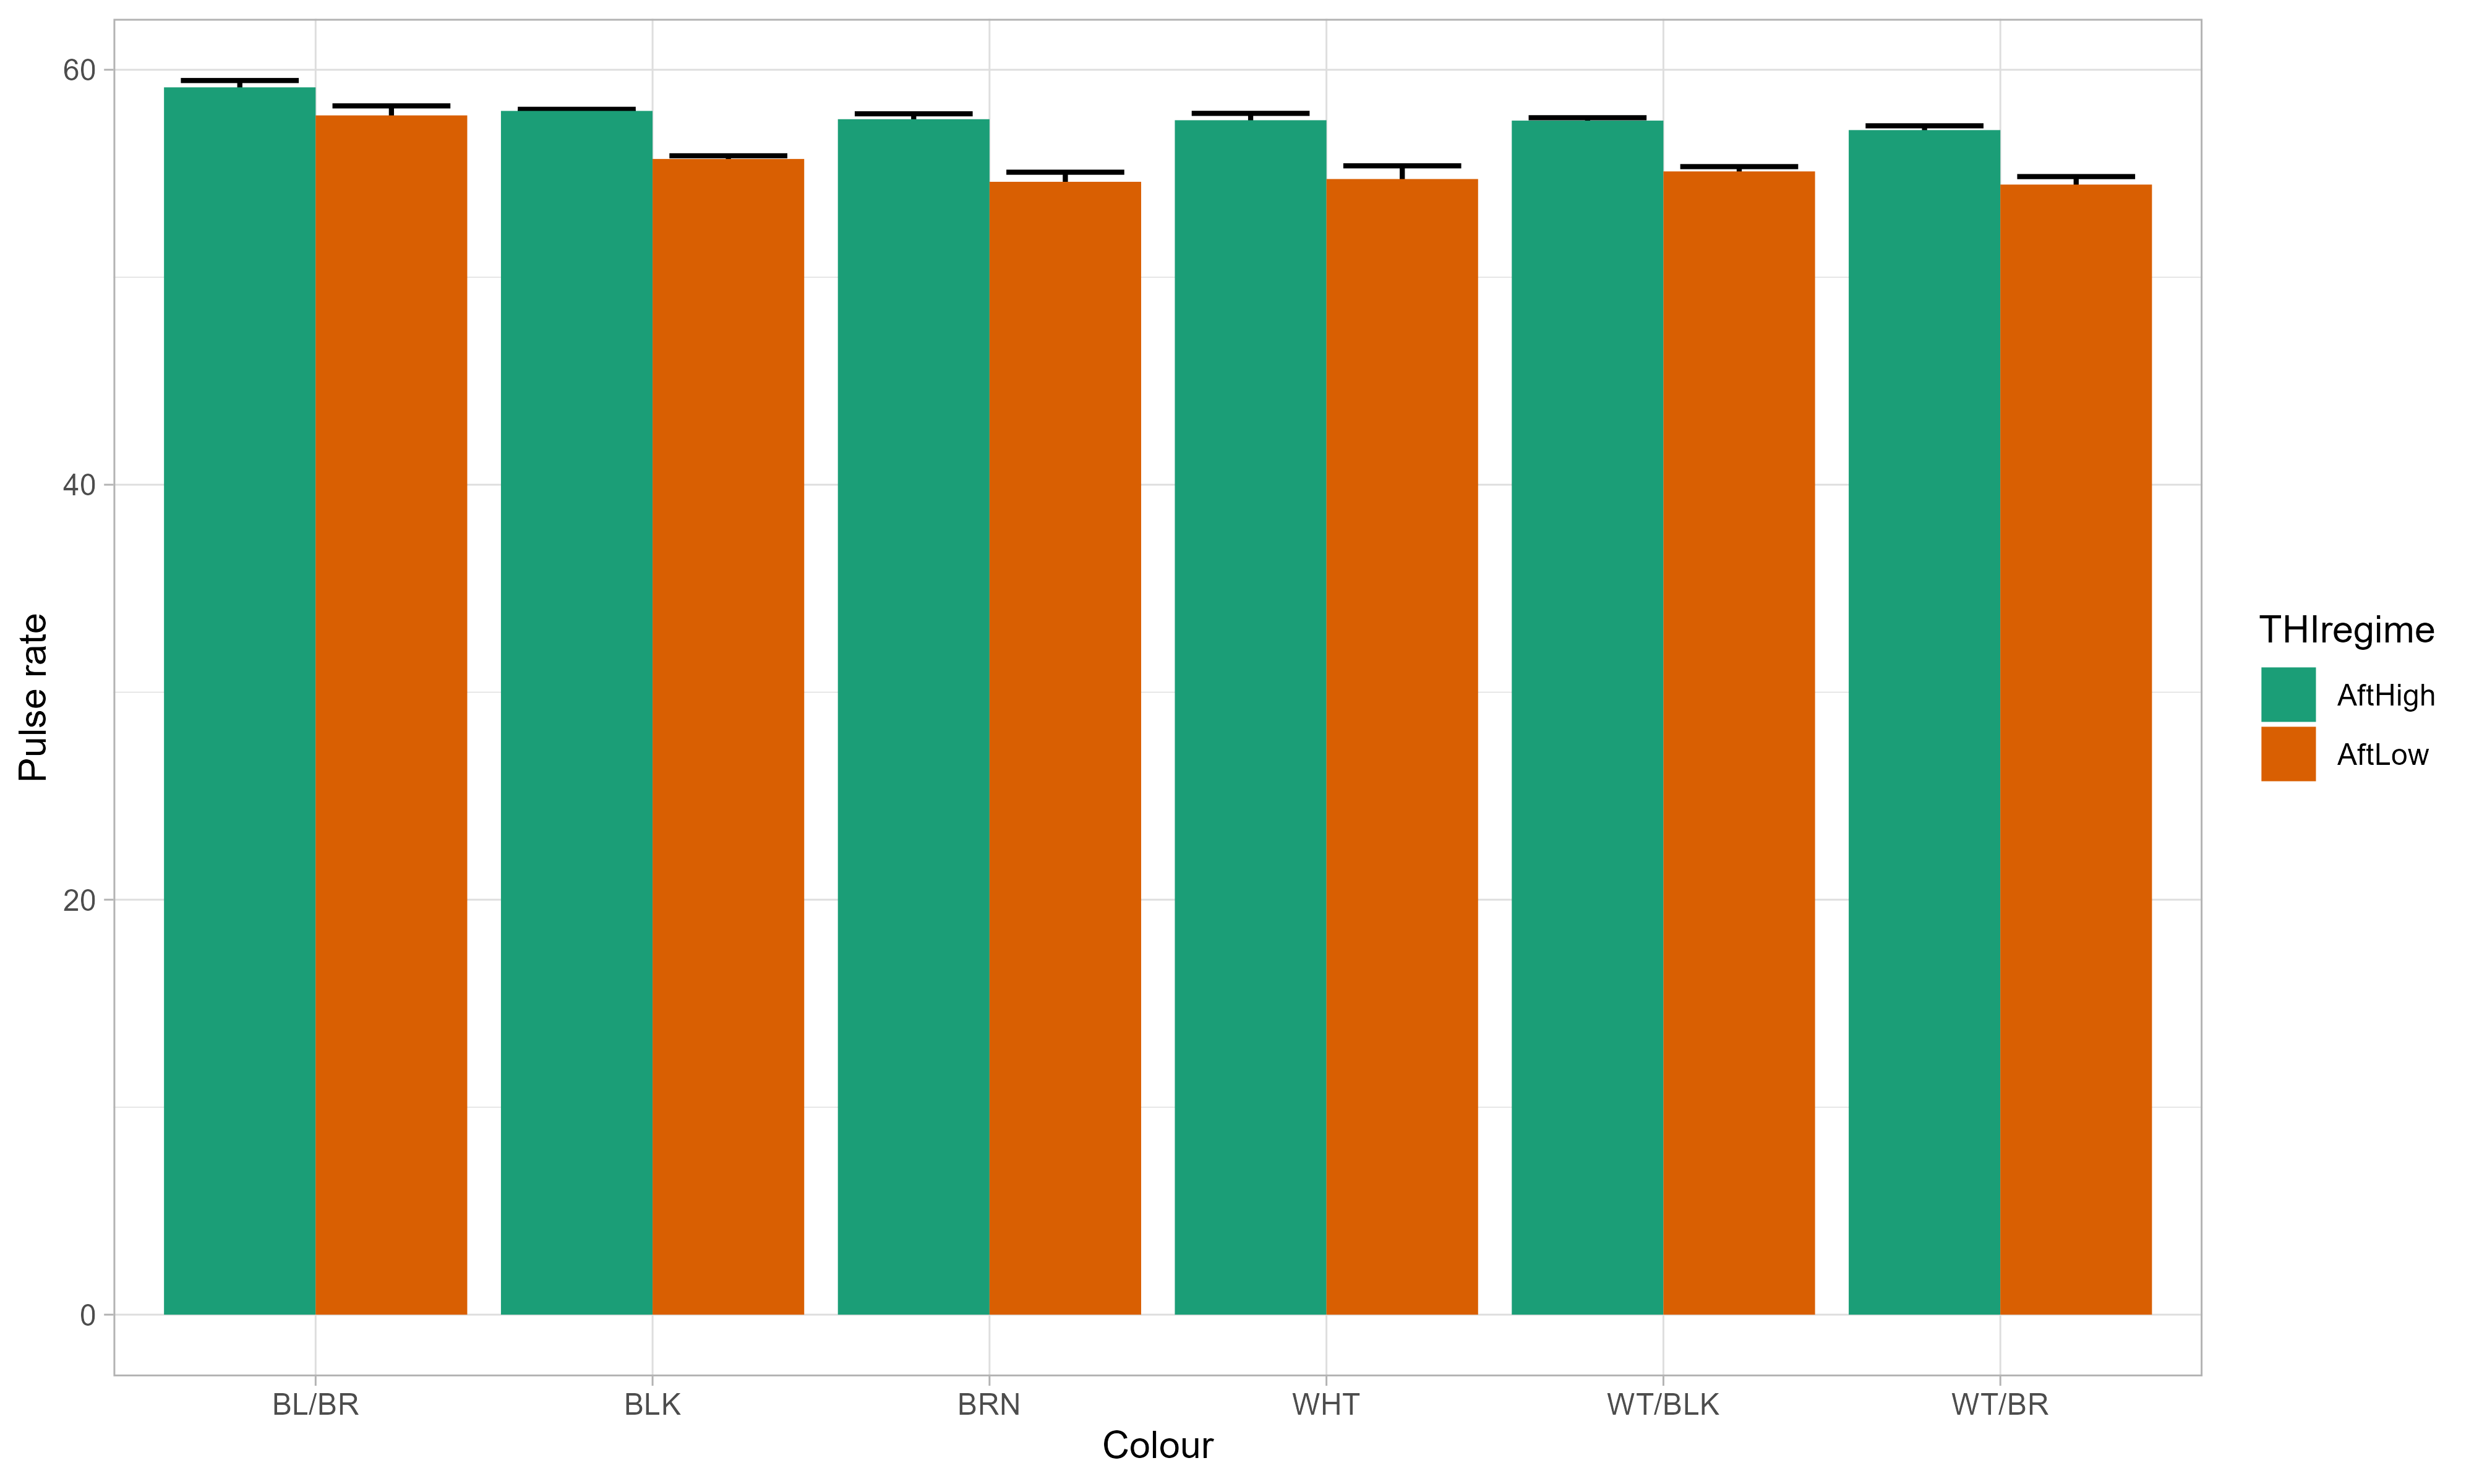 60
40
20
0
Pulse rate
BL/BR BLK BRN WHT WT/BLK WT/BR
Colour
THIregime
AftHigh
AftLow